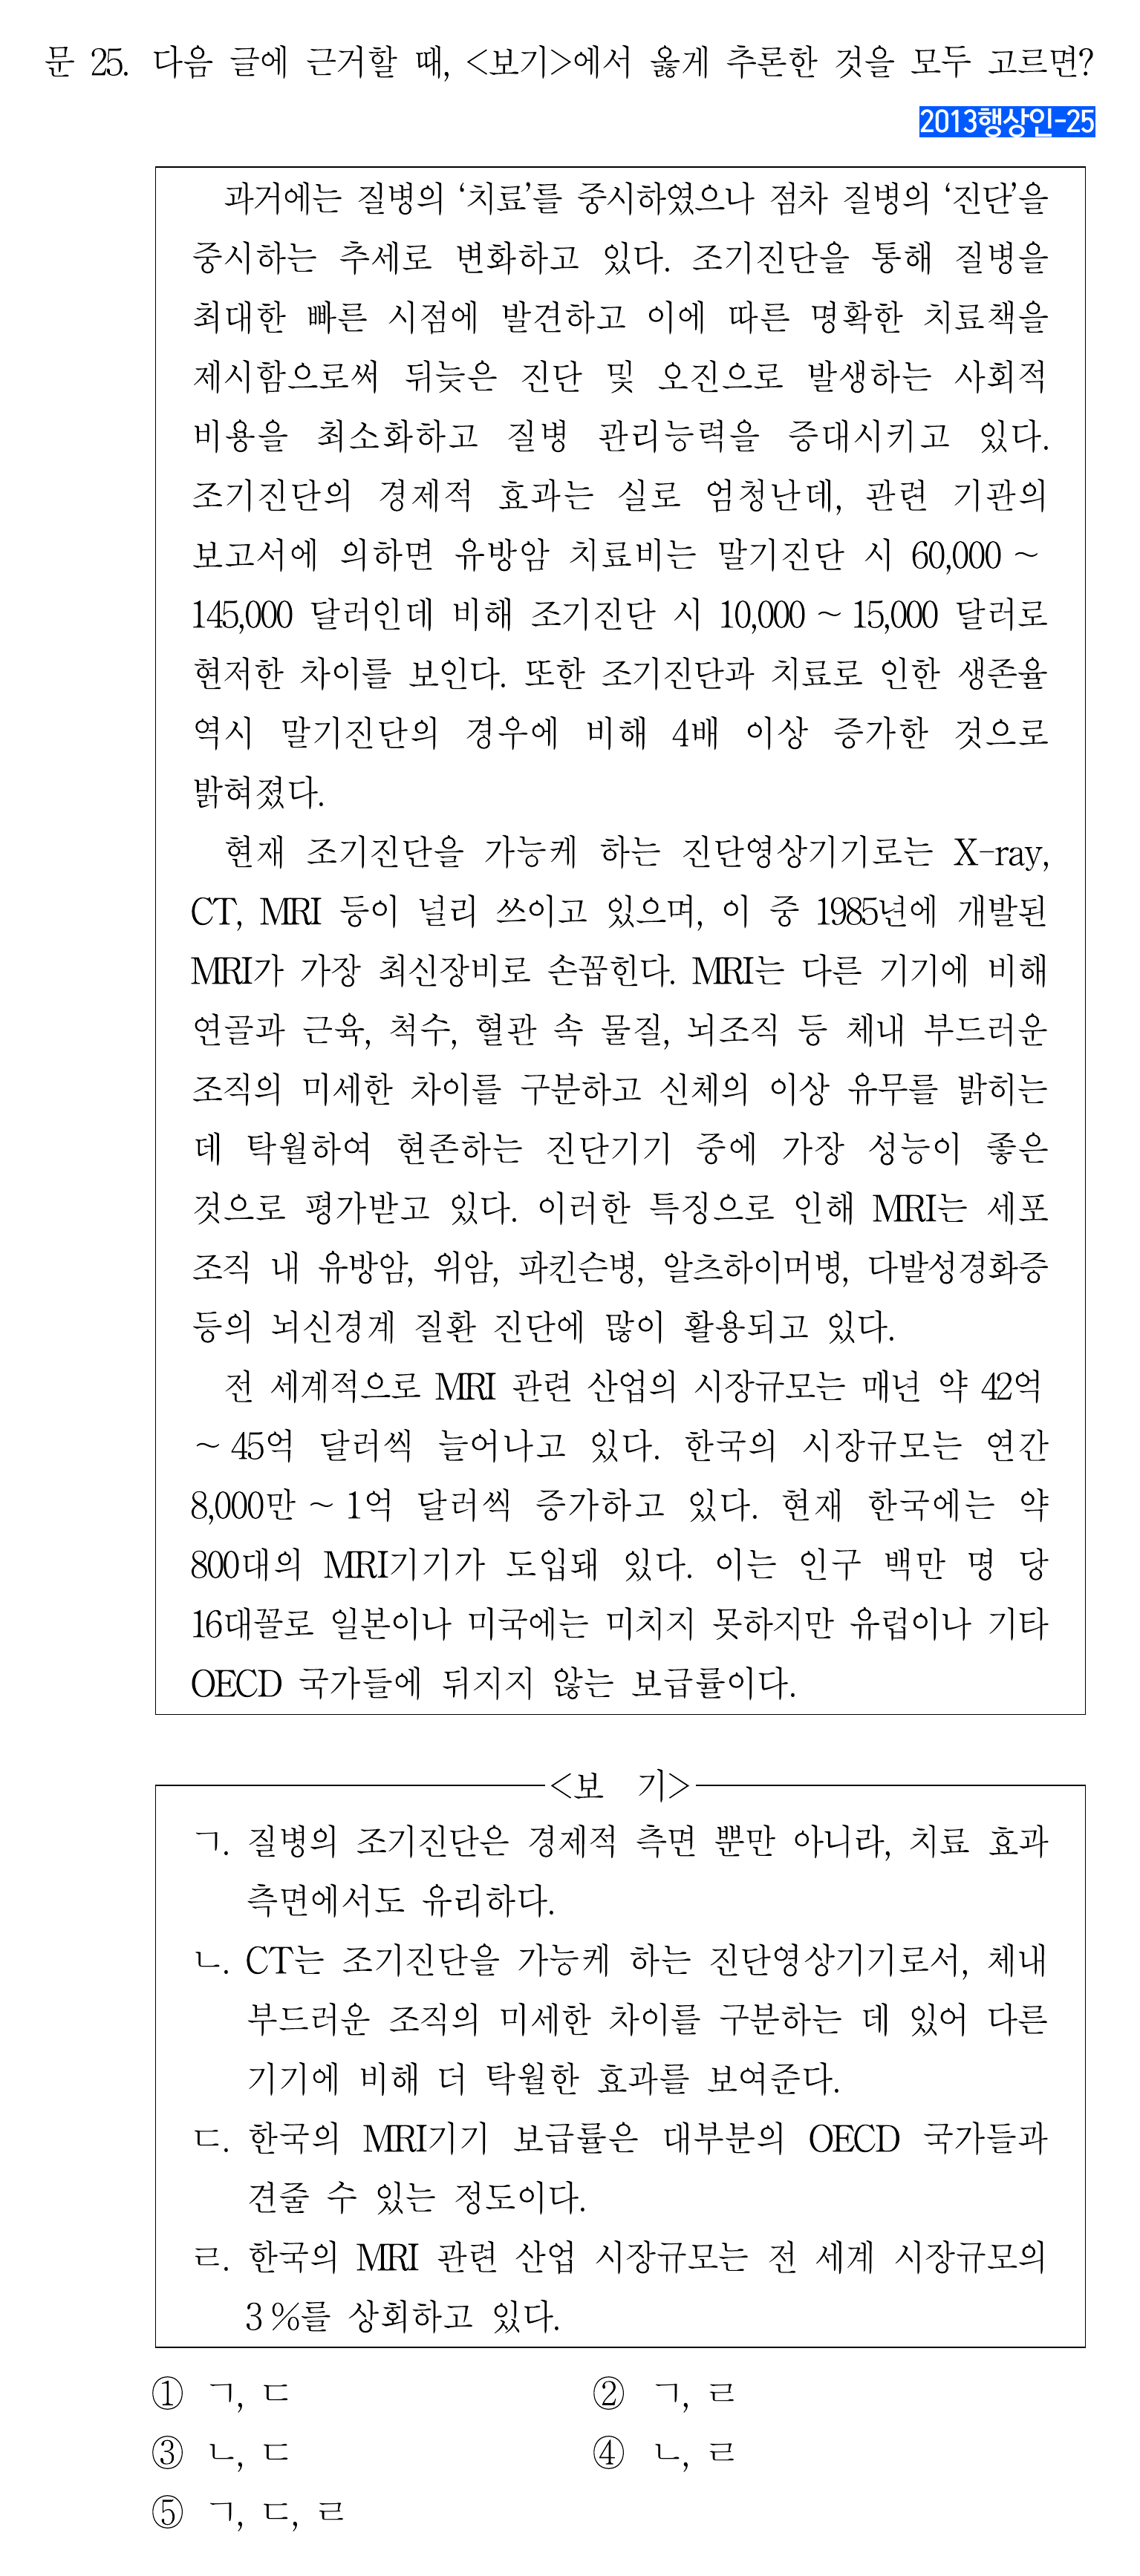 문 25. 다음 글에 근거할 때, <보기>에서 옳게 추론한 것을 모두 고르면?
2013행상인-25
과거에는 질병의 ‘치료’를 중시하였으나 점차 질병의 ‘진단’을
중시하는 추세로 변화하고 있다. 조기진단을 통해 질병을
최대한 빠른 시점에 발견하고 이에 따른 명확한 치료책을
제시함으로써 뒤늦은 진단 및 오진으로 발생하는 사회적
비용을 최소화하고 질병 관리능력을 증대시키고 있다.
조기진단의 경제적 효과는 실로 엄청난데, 관련 기관의
보고서에 의하면 유방암 치료비는 말기진단 시 60,000 ~
145,000 달러인데 비해 조기진단 시 10,000 ~ 15,000 달러로
현저한 차이를 보인다. 또한 조기진단과 치료로 인한 생존율
역시 말기진단의 경우에 비해 4배 이상 증가한 것으로
밝혀졌다.
현재 조기진단을 가능케 하는 진단영상기기로는 X-ray,
CT, MRI 등이 널리 쓰이고 있으며, 이 중 1985년에 개발된
MRI가 가장 최신장비로 손꼽힌다. MRI는 다른 기기에 비해
연골과 근육, 척수, 혈관 속 물질, 뇌조직 등 체내 부드러운
조직의 미세한 차이를 구분하고 신체의 이상 유무를 밝히는
데 탁월하여 현존하는 진단기기 중에 가장 성능이 좋은
것으로 평가받고 있다. 이러한 특징으로 인해 MRI는 세포
조직 내 유방암, 위암, 파킨슨병, 알츠하이머병, 다발성경화증
등의 뇌신경계 질환 진단에 많이 활용되고 있다.
전 세계적으로 MRI 관련 산업의 시장규모는 매년 약 42억
~ 45억 달러씩 늘어나고 있다. 한국의 시장규모는 연간
8,000만 ~ 1억 달러씩 증가하고 있다. 현재 한국에는 약
800대의 MRI기기가 도입돼 있다. 이는 인구 백만 명 당
16대꼴로 일본이나 미국에는 미치지 못하지만 유럽이나 기타
OECD 국가들에 뒤지지 않는 보급률이다.
<보 기>
ㄱ. 질병의 조기진단은 경제적 측면 뿐만 아니라, 치료 효과
측면에서도 유리하다.
ㄴ. CT는 조기진단을 가능케 하는 진단영상기기로서, 체내
부드러운 조직의 미세한 차이를 구분하는 데 있어 다른
기기에 비해 더 탁월한 효과를 보여준다.
ㄷ. 한국의 MRI기기 보급률은 대부분의 OECD 국가들과
견줄 수 있는 정도이다.
ㄹ. 한국의 MRI 관련 산업 시장규모는 전 세계 시장규모의
3 %를 상회하고 있다.
① ㄱ, ㄷ ② ㄱ, ㄹ
③ ㄴ, ㄷ ④ ㄴ, ㄹ
⑤ ㄱ, ㄷ, ㄹ